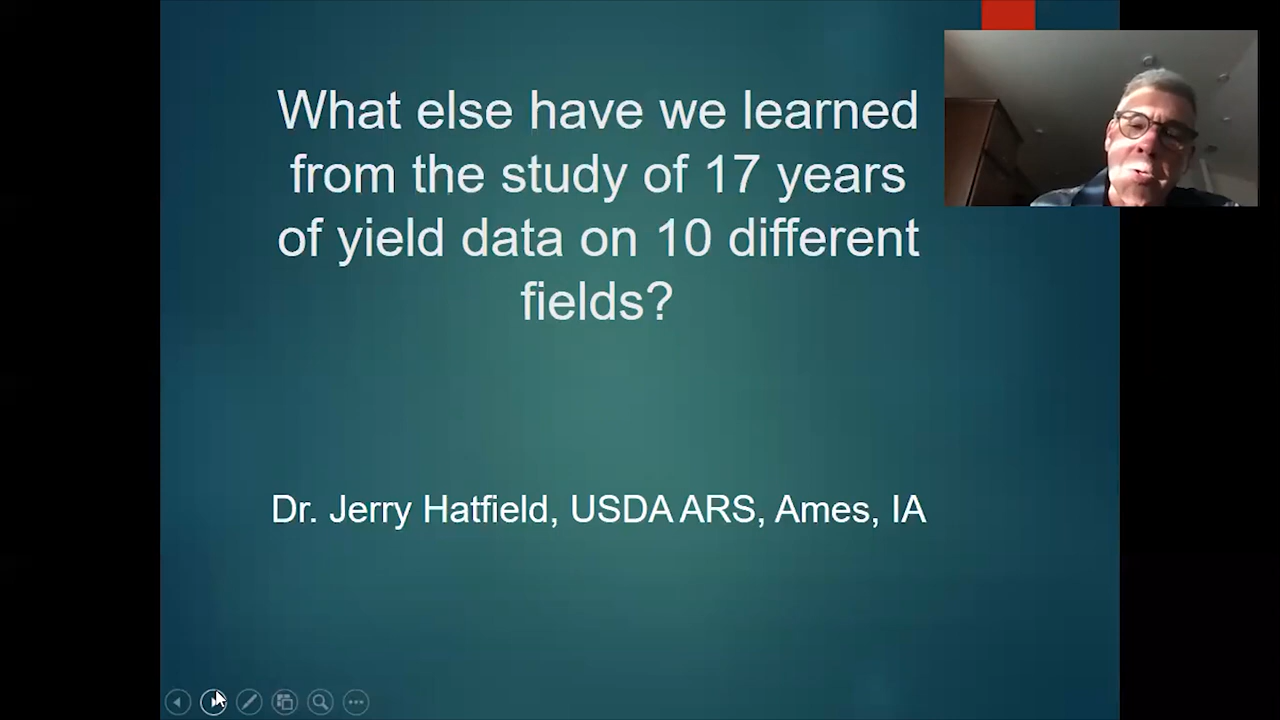 What else have we learned
from the study of 17 years
of yield data on 10 different
fields?
Dr. Jerry Hatfield, USDA ARS, Ames, IA